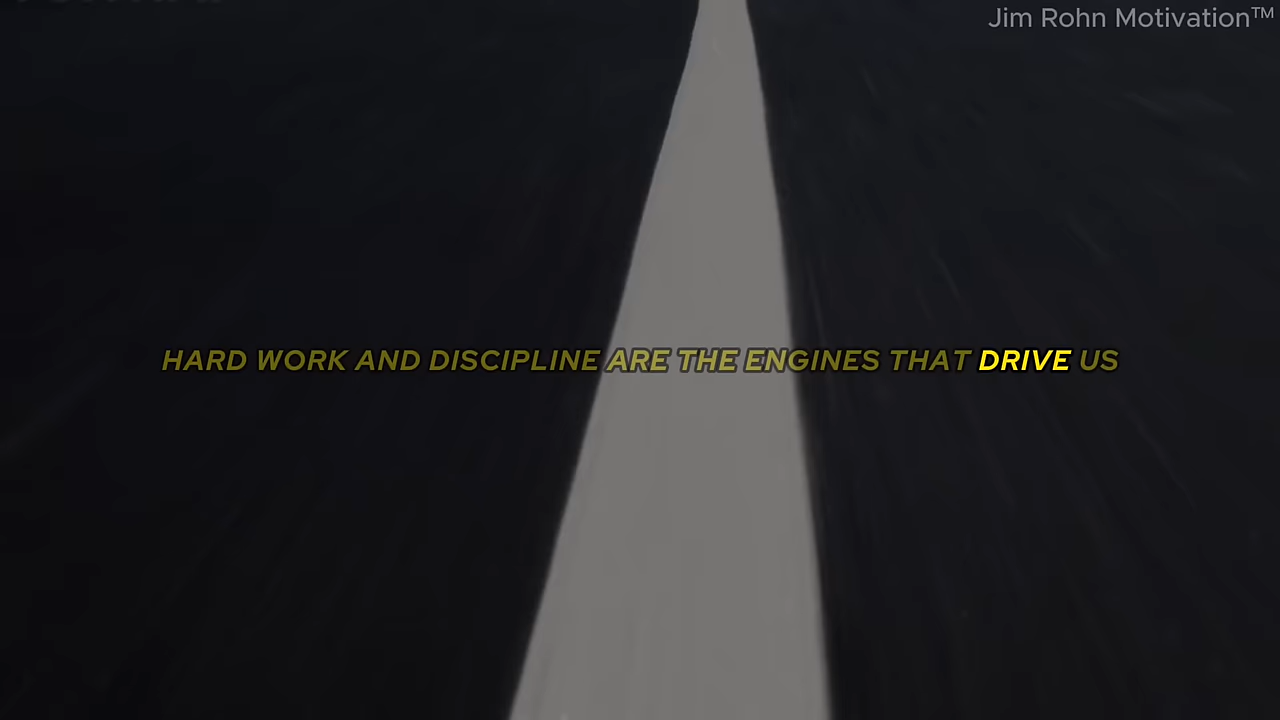 Jim Rohn Motivation™
HARD WORK AND DISCIPLINE ARE THE ENGINES THAT DRIVE US